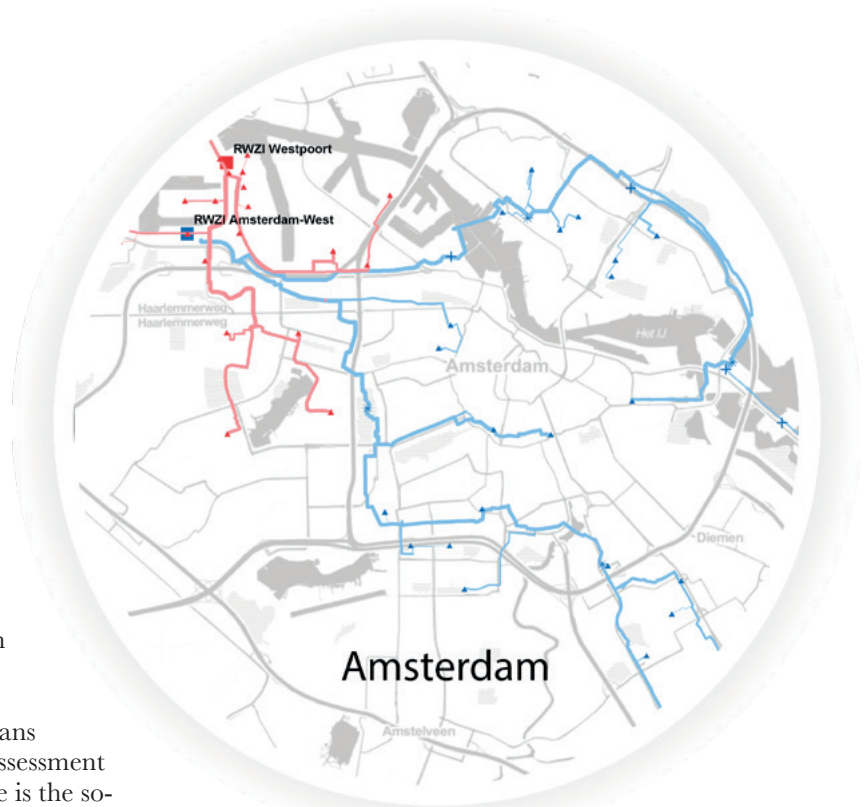 RWZI Westpoort
RWZI Amsterdam-West
Haarlemmerweg
Haarlemmerweg
Het IJ
Amsterdam
Diemen
Amsterdam
Amstelveen
ans
ssessment
e is the so-